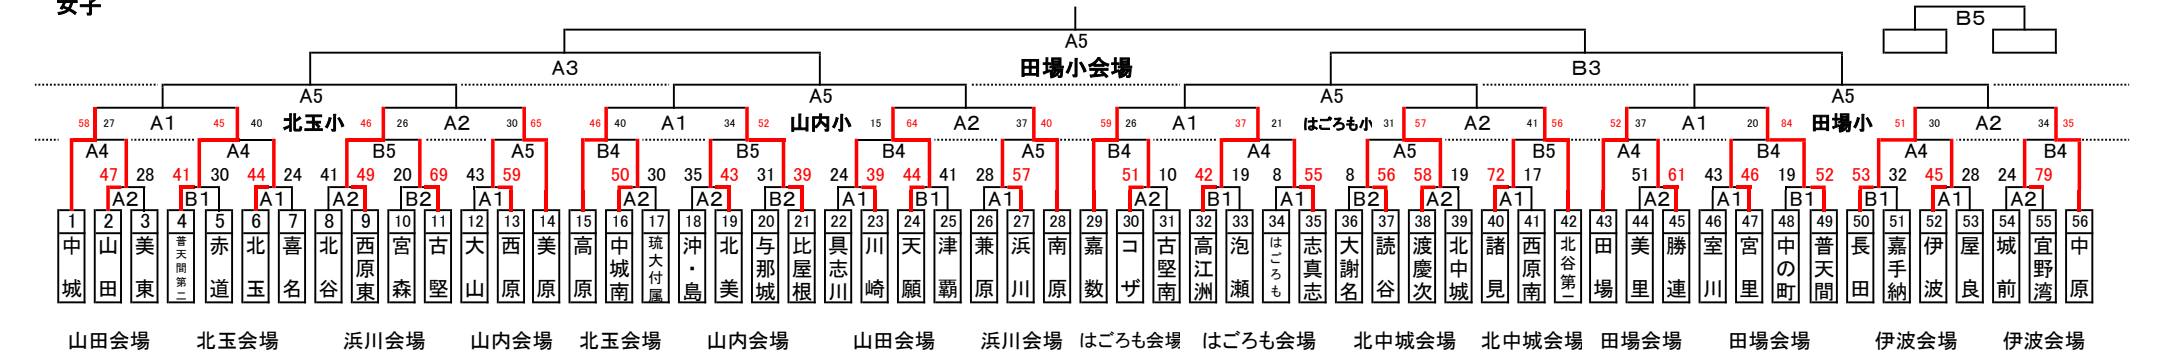 女子
B5
A5
A3 田場小会場 B3
A5 A5 A5 A5
58 27 A1 45 40 北玉小 46 26 A2 30 65 46 40 A1 34 52 山内小 15 64 A2 37 40 59 26 A1 37 21 はごろも小 31 57 A2 41 56 52 37 A1 20 84 田場小 51 30 A2 34 35
A4 A4 B5 A5 B4 B5 B4 A5 B4 A4 A5 B5 A4 B4 A4 B4
47 28 41 30 44 24 41 49 20 69 43 59 50 30 35 43 31 39 24 39 44 41 28 57 51 10 42 19 8 55 8 56 58 19 72 17 51 61 43 46 19 52 53 32 45 28 24 79
A2 B1 A1 A2 B2 A1 A2 A2 B2 A1 B1 A1 A2 B1 A1 B2 A2 A1 A2 A1 B1 B1 A1 A2
1 2 3 4 5 6 7 8 9 10 11 12 13 14 15 16 17 18 19 20 21 22 23 24 25 26 27 28 29 30 31 32 33 34 35 36 37 38 39 40 41 42 43 44 45 46 47 48 49 50 51 52 53 54 55 56
中城 山田 美東 普天間第二 赤道 北玉 喜名 北谷 西原東 宮森 古堅 大山 西原 美原 高原 中城南 琉大付属 沖・島 北美 与那城 比屋根 具志川 川崎 天願 津覇 兼原 浜川 南原 嘉数 コザ 古堅南 高江洲 泡瀬 はごろも 志真志 大謝名 読谷 渡慶次 北中城 諸見 西原南 北谷第二 田場 美里 勝連 室川 宮里 中の町 普天間 長田 嘉手納 伊波 屋良 城前 宜野湾 中原
山田会場 北玉会場 浜川会場 山内会場 北玉会場 山内会場 山田会場 浜川会場 はごろも会場 はごろも会場 北中城会場 北中城会場 田場会場 田場会場 伊波会場 伊波会場